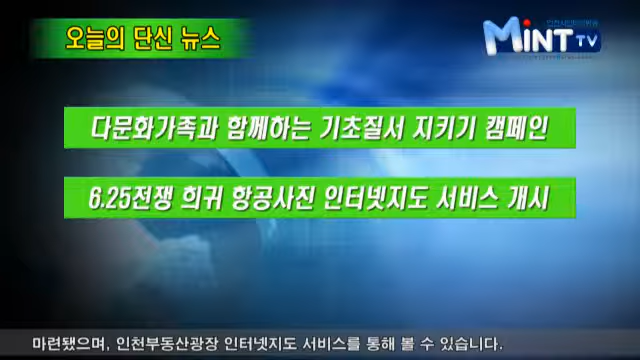 오늘의 단신 뉴스
MiNT TV
다문화가족과 함께하는 기초질서 지키기 캠페인
6.25전쟁 희귀 항공사진 인터넷지도 서비스 개시
마련됐으며, 인천부동산광장 인터넷지도 서비스를 통해 볼 수 있습니다.